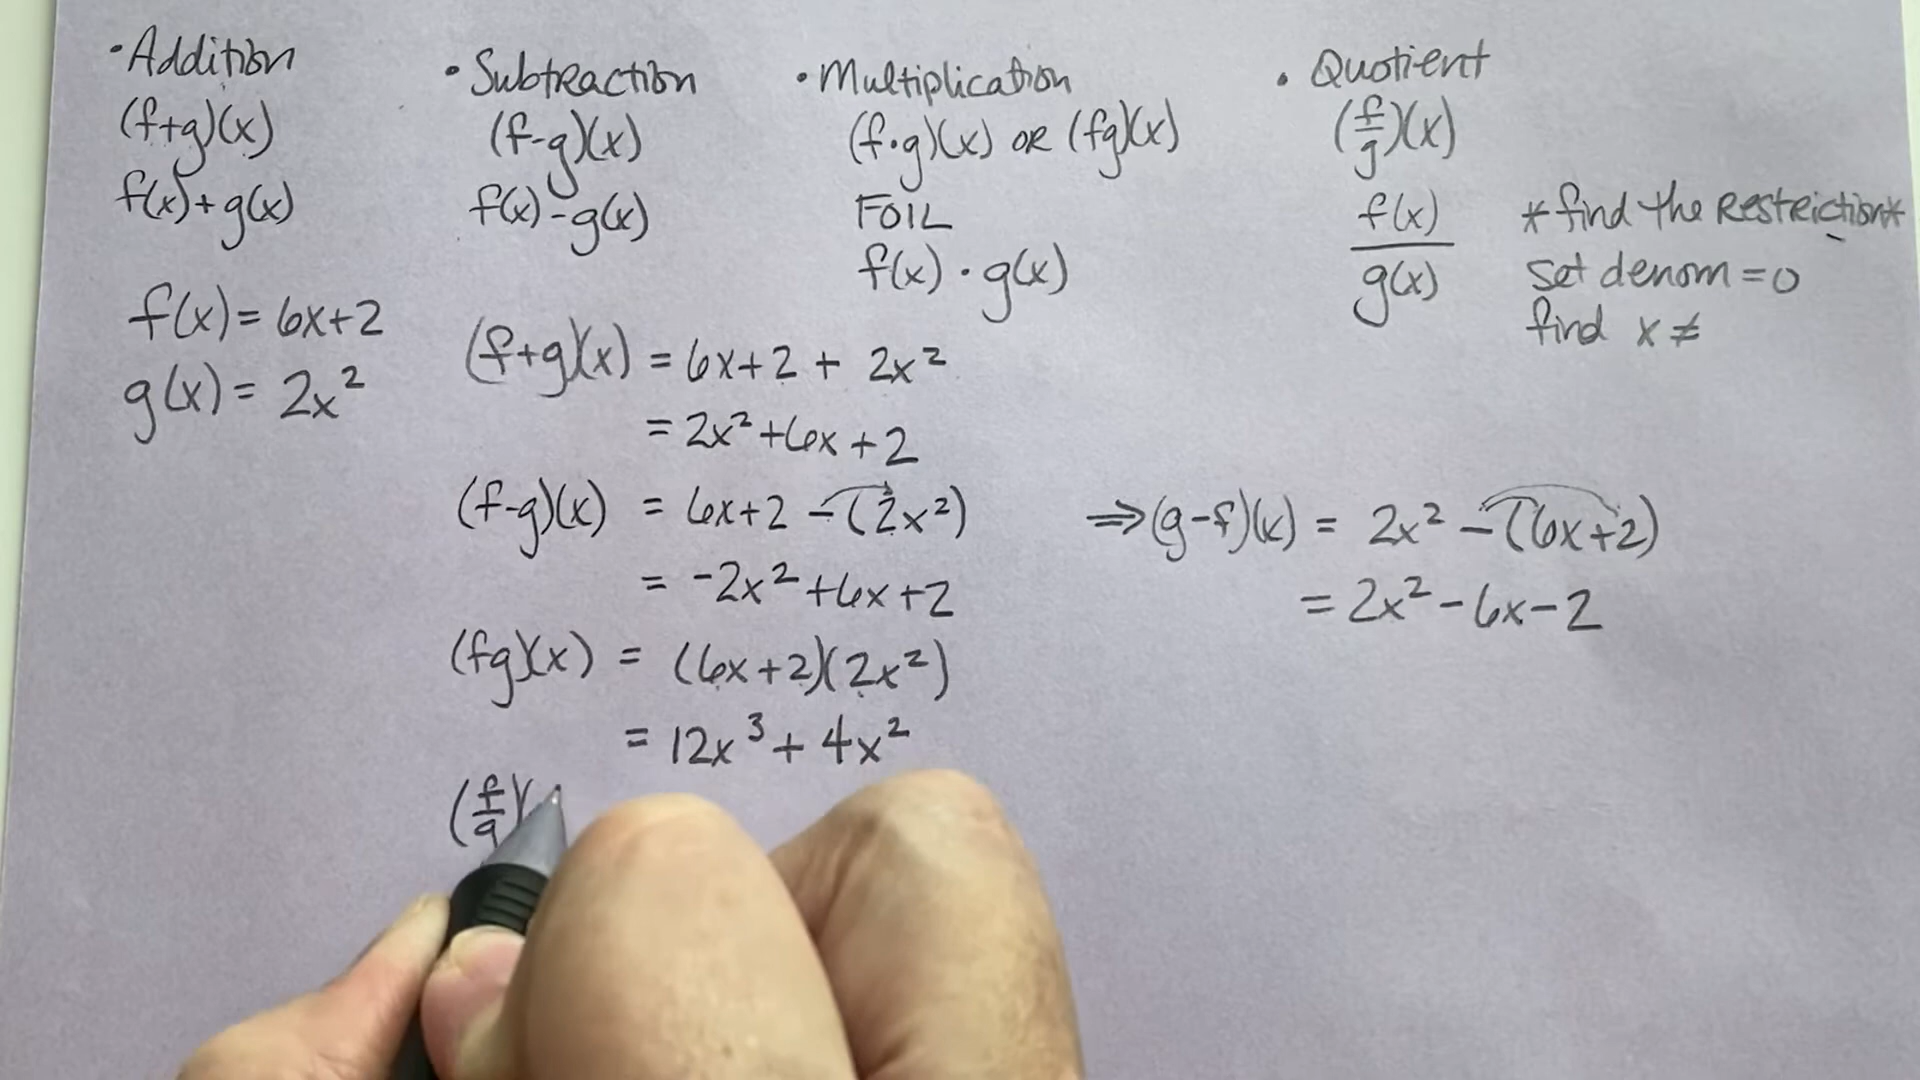 • Addition
(f+g)(x)
f(x)+g(x)
• Subtraction
(f-g)(x)
f(x)-g(x)
• Multiplication
(f•g)(x) OR (fg)(x)
FOIL
f(x) • g(x)
• Quotient
(f/g)(x)
f(x)
g(x)
*find the Restriction*
set denom = 0
find x ≠
f(x) = 6x+2
g(x) = 2x²
(f+g)(x) = 6x+2 + 2x²
= 2x²+6x+2
(f-g)(x) = 6x+2 -(2x²)
= -2x²+6x+2
⇒(g-f)(x) = 2x² -(6x+2)
= 2x²-6x-2
(fg)(x) = (6x+2)(2x²)
= 12x³+4x²
(f/g)(